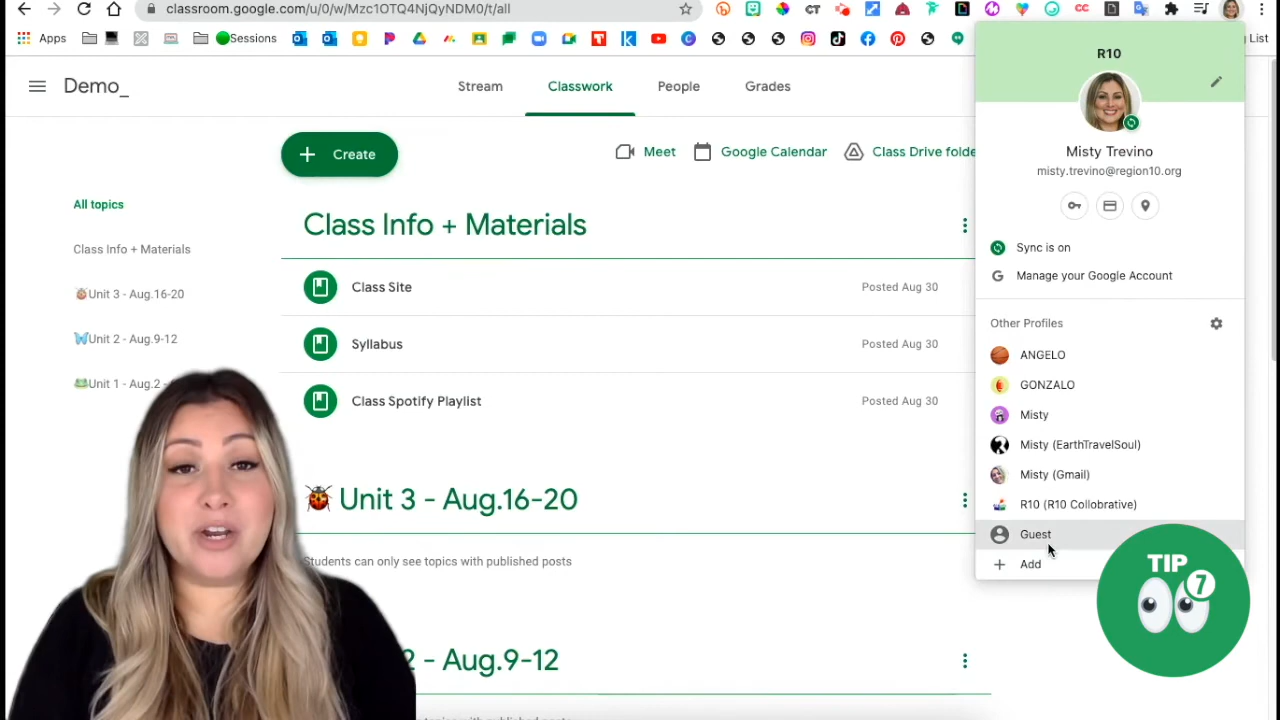 classroom.google.com/u/0/w/Mzc1OTQ4NjQyNDM0/t/all
Apps
Sessions
g List
Demo_
Stream
Classwork
People
Grades
Create
Meet
Google Calendar
Class Drive folde
All topics
Class Info + Materials
Unit 3 - Aug.16-20
Unit 2 - Aug.9-12
Unit 1 - Aug.2 -
Class Info + Materials
Class Site
Posted Aug 30
Syllabus
Posted Aug 30
Class Spotify Playlist
Posted Aug 30
Unit 3 - Aug.16-20
Students can only see topics with published posts
2 - Aug.9-12
topics with published posts
R10
Misty Trevino
misty.trevino@region10.org
Sync is on
Manage your Google Account
Other Profiles
ANGELO
GONZALO
Misty
Misty (EarthTravelSoul)
Misty (Gmail)
R10 (R10 Collobrative)
Guest
Add
TIP
7